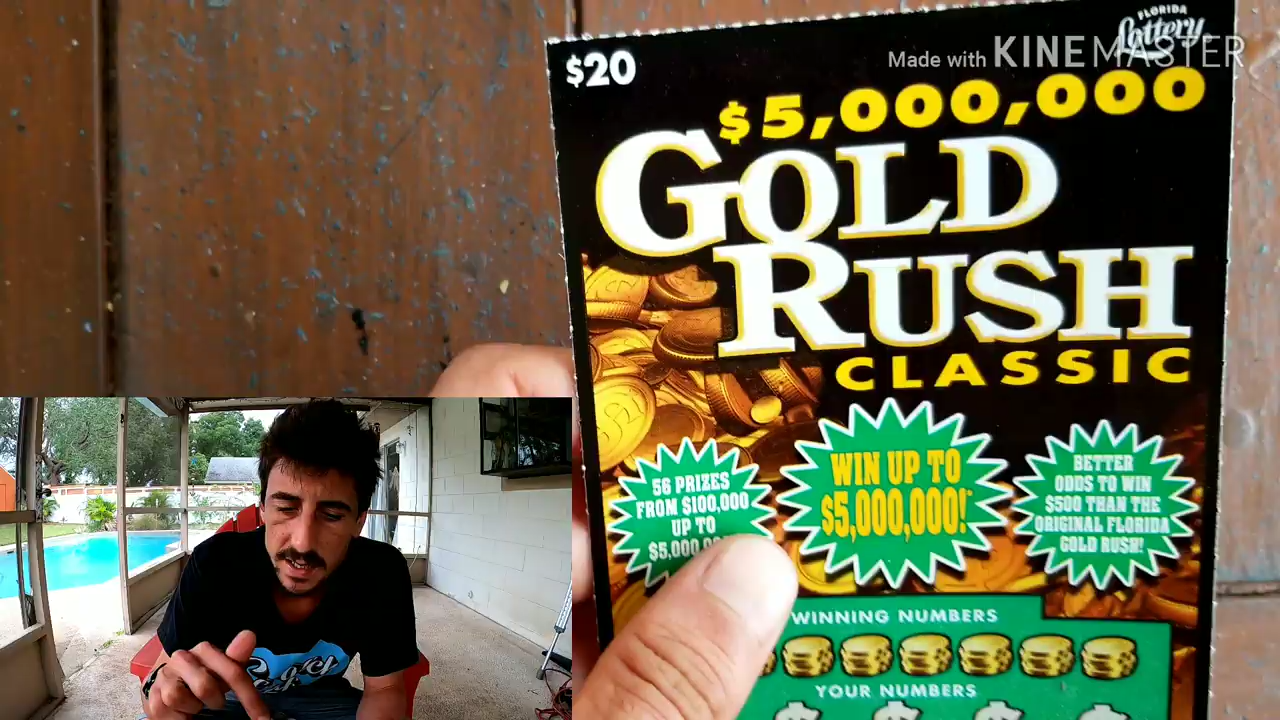 FLORIDA
Lottery
Made with KINEMASTER
$20
$5,000,000
GOLD
RUSH
CLASSIC
56 PRIZES
FROM $100,000
UP TO
WIN UP TO
$5,000,000!*
BETTER
ODDS TO WIN
$500 THAN THE
ORIGINAL FLORIDA
GOLD RUSH!
WINNING NUMBERS
YOUR NUMBERS